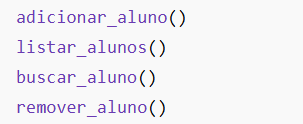 adicionar_aluno()
listar_alunos()
buscar_aluno()
remover_aluno()